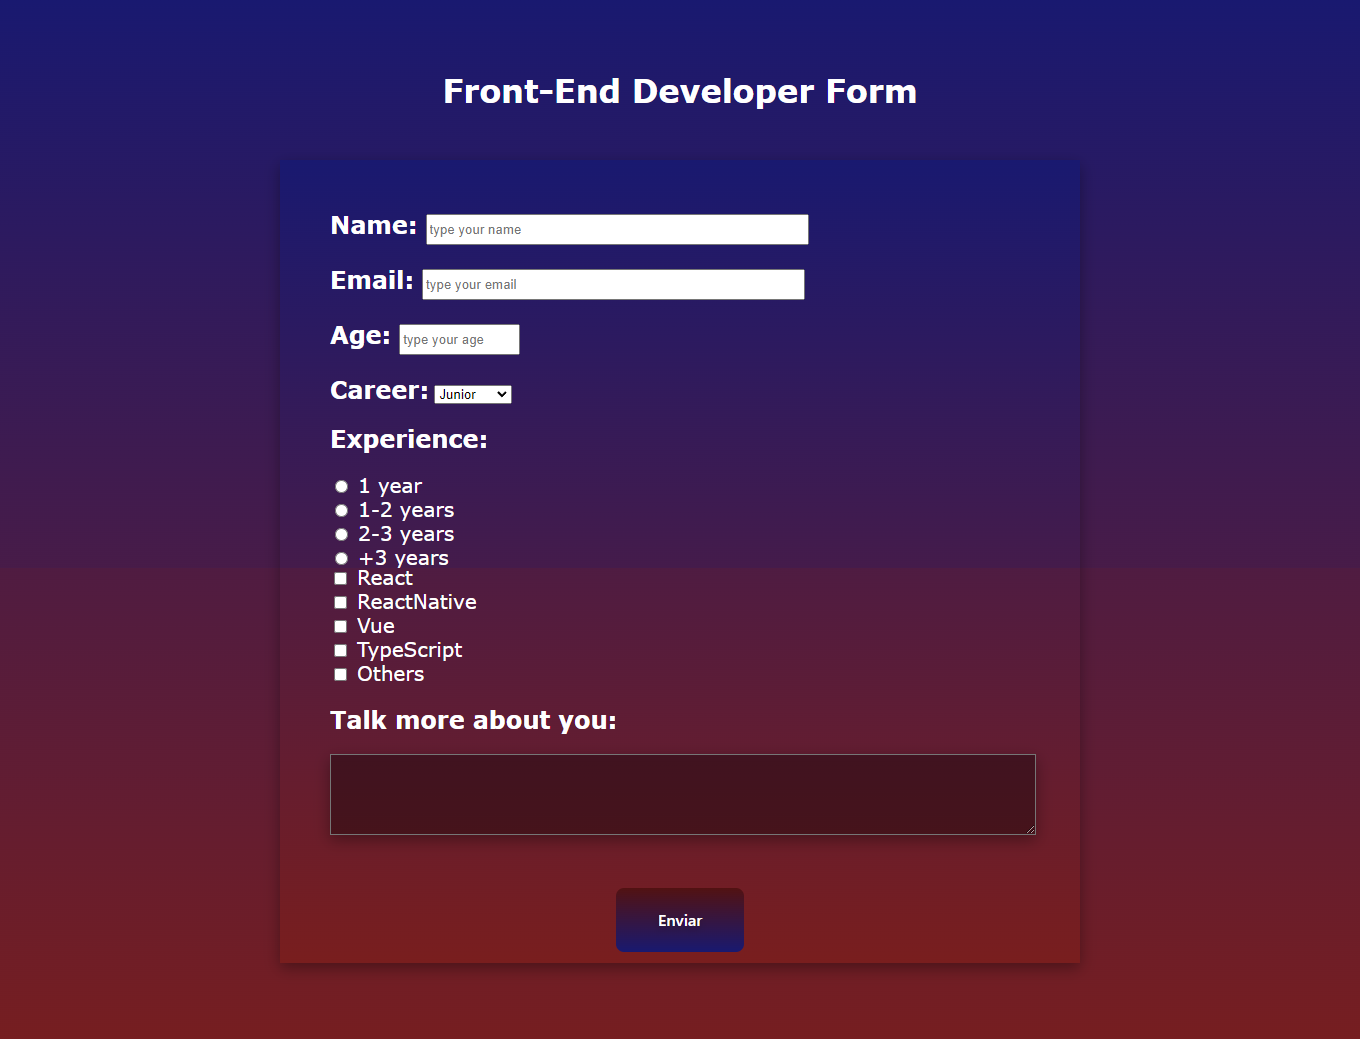 Front-End Developer Form
Name: type your name
Email: type your email
Age: type your age
Career: Junior
Experience:
1 year
1-2 years
2-3 years
+3 years
React
ReactNative
Vue
TypeScript
Others
Talk more about you:
Enviar